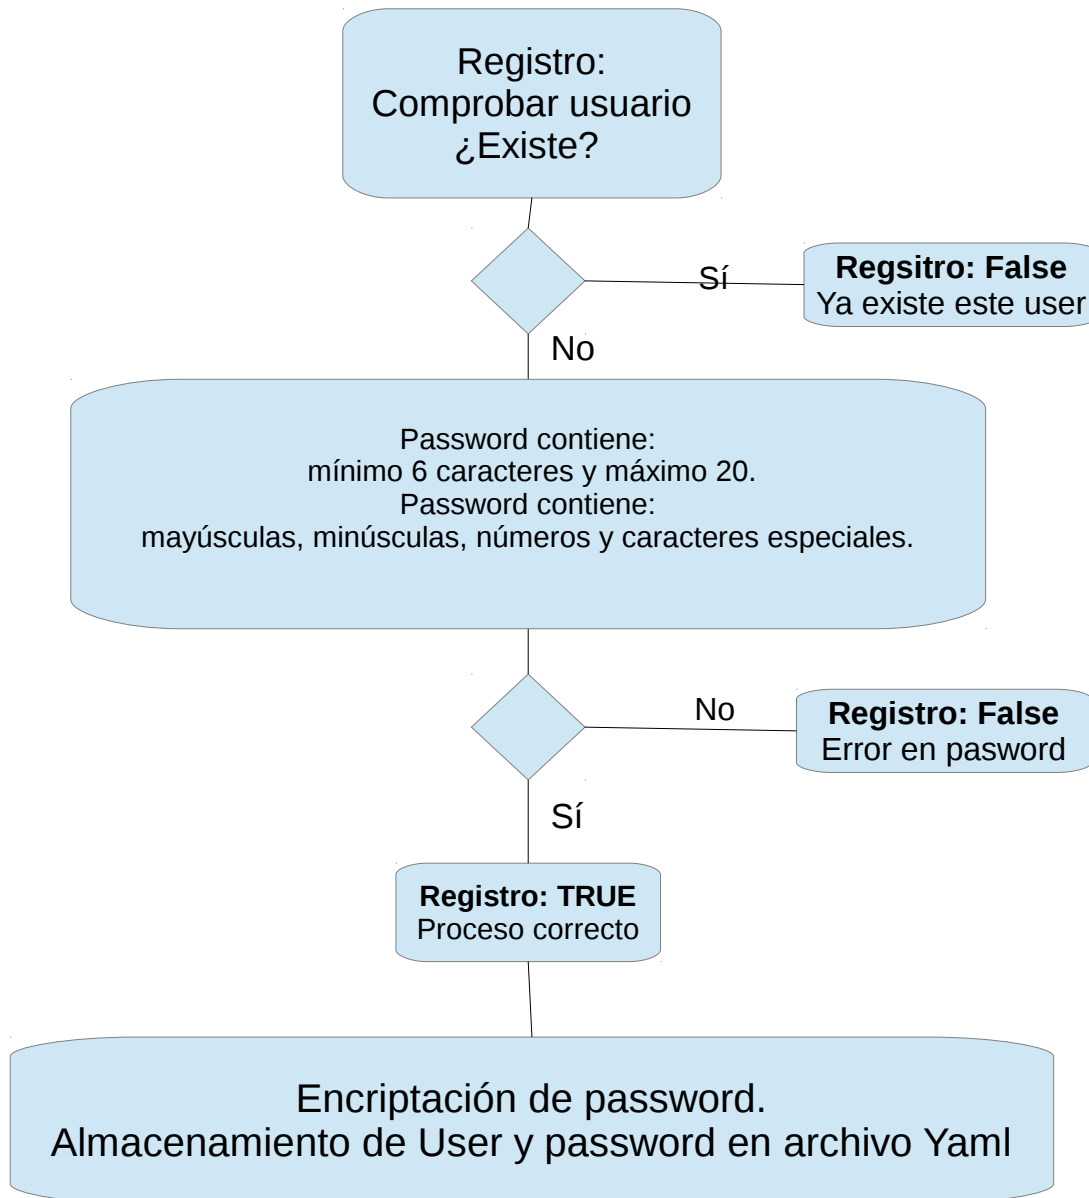 Registro:
Comprobar usuario
¿Existe?
Sí
Regsitro: False
Ya existe este user
No
Password contiene:
mínimo 6 caracteres y máximo 20.
Password contiene:
mayúsculas, minúsculas, números y caracteres especiales.
No
Registro: False
Error en pasword
Sí
Registro: TRUE
Proceso correcto
Encriptación de password.
Almacenamiento de User y password en archivo Yaml